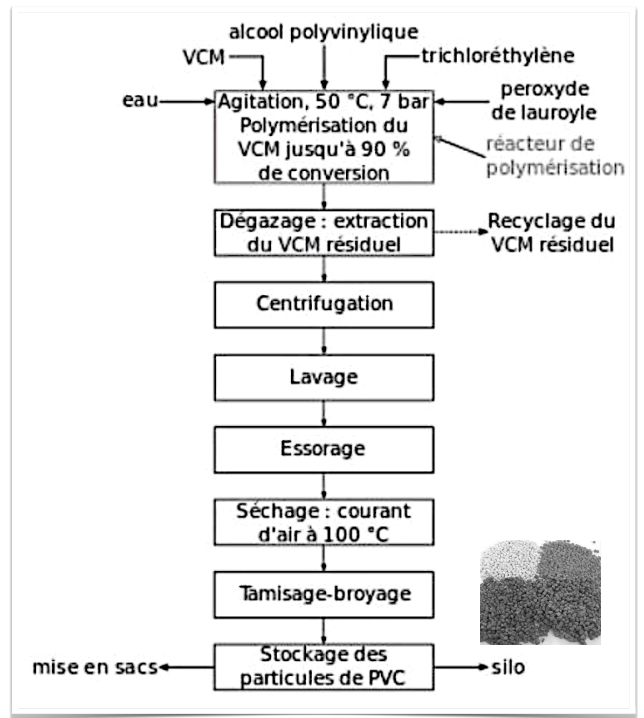 alcool polyvinylique
VCM
trichloréthylène
eau
Agitation, 50 °C, 7 bar
Polymérisation du
VCM jusqu'à 90 %
de conversion
peroxyde
de lauroyle
réacteur de
polymérisation
Dégazage : extraction
du VCM résiduel
Recyclage du
VCM résiduel
Centrifugation
Lavage
Essorage
Séchage : courant
d'air à 100 °C
Tamisage-broyage
Stockage des
particules de PVC
mise en sacs
silo